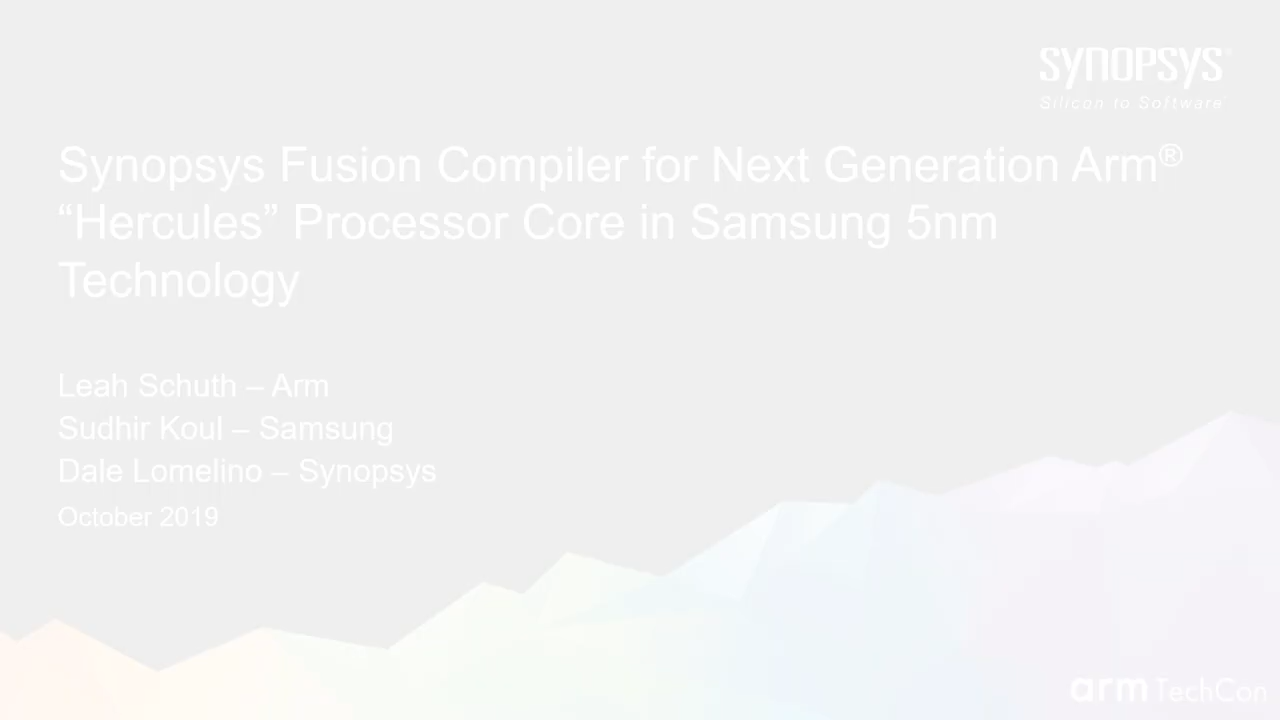 SYNOPSYS®
Silicon to Software
Synopsys Fusion Compiler for Next Generation Arm®
“Hercules” Processor Core in Samsung 5nm
Technology
Leah Schuth – Arm
Sudhir Koul – Samsung
Dale Lomelino – Synopsys
October 2019
arm TechCon